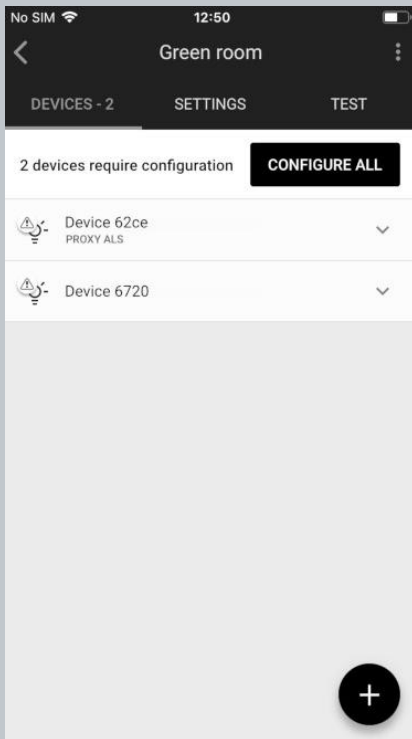 No SIM 12:50
Green room
DEVICES - 2 SETTINGS TEST
2 devices require configuration CONFIGURE ALL
Device 62ce
PROXY ALS
Device 6720